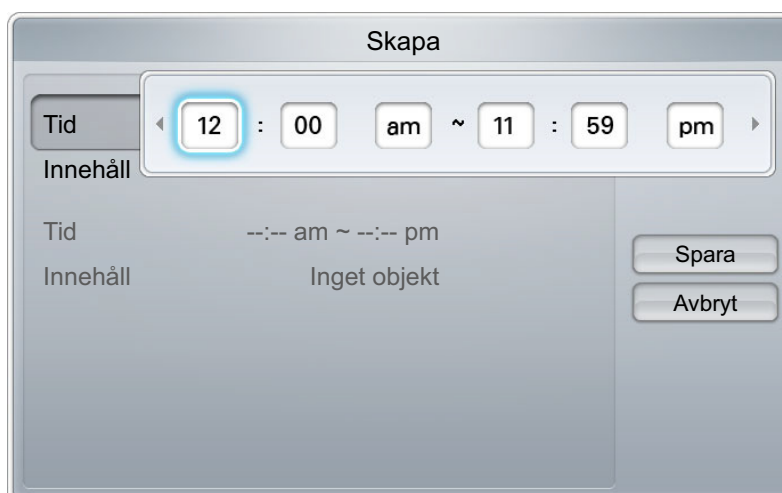 Skapa
Tid 12 : 00 am ~ 11 : 59 pm
Innehåll
Tid --:-- am ~ --:-- pm
Innehåll Inget objekt
Spara
Avbryt